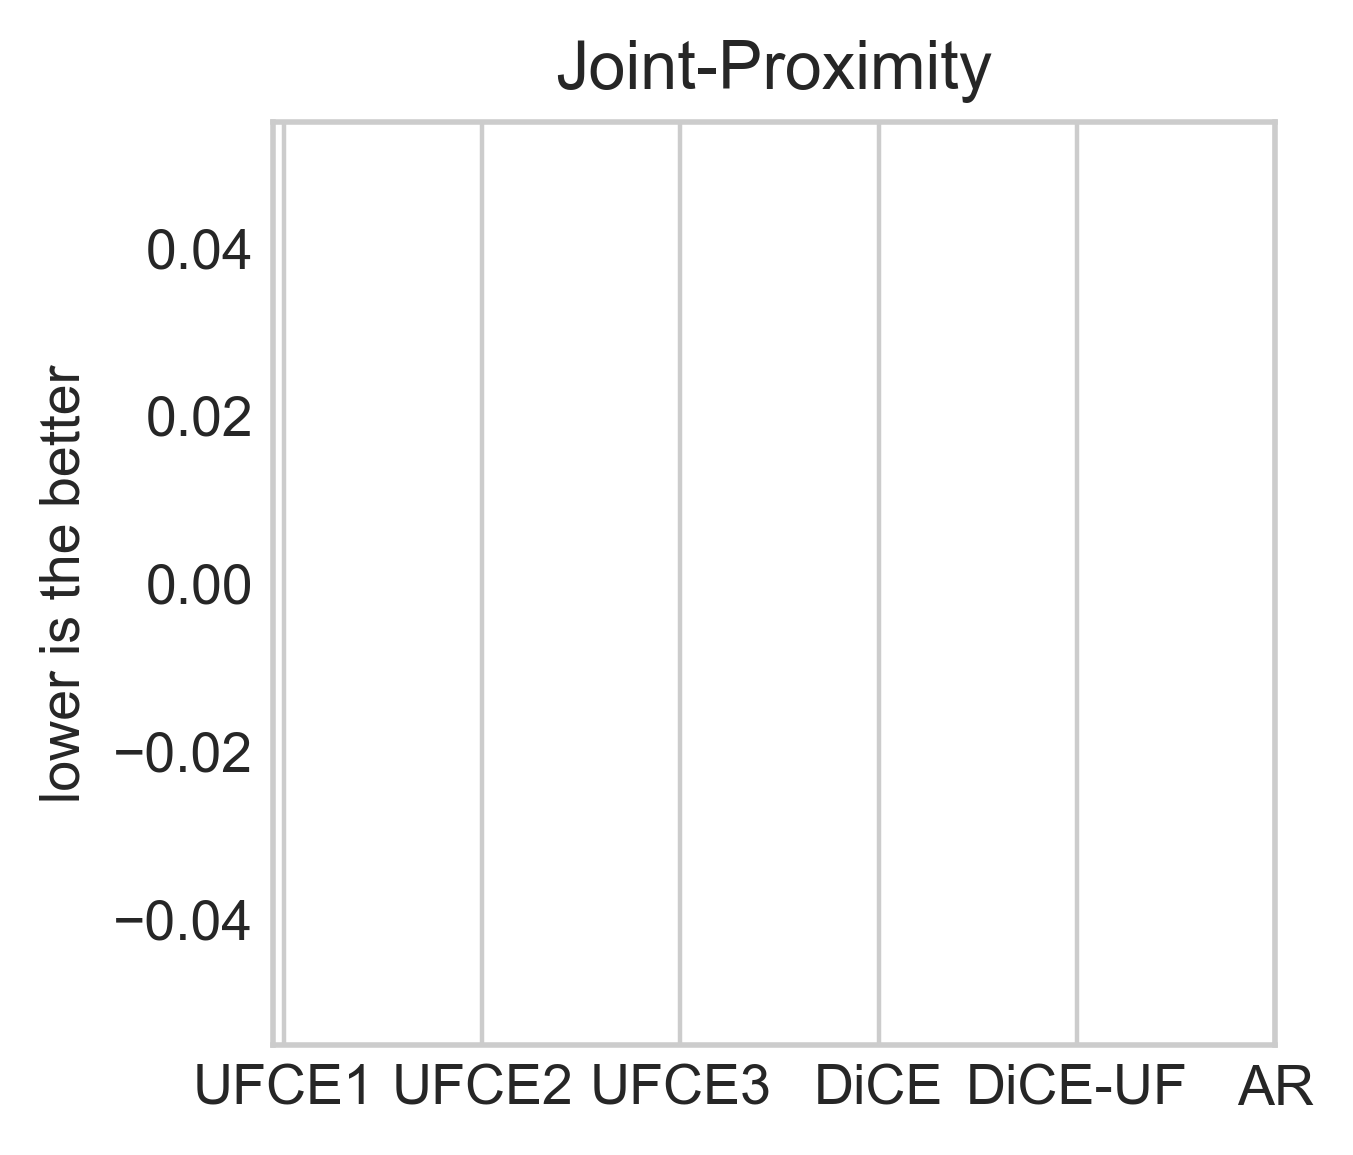 Joint-Proximity
lower is the better
0.04
0.02
0.00
−0.02
−0.04
UFCE1 UFCE2 UFCE3 DiCE DiCE-UF AR